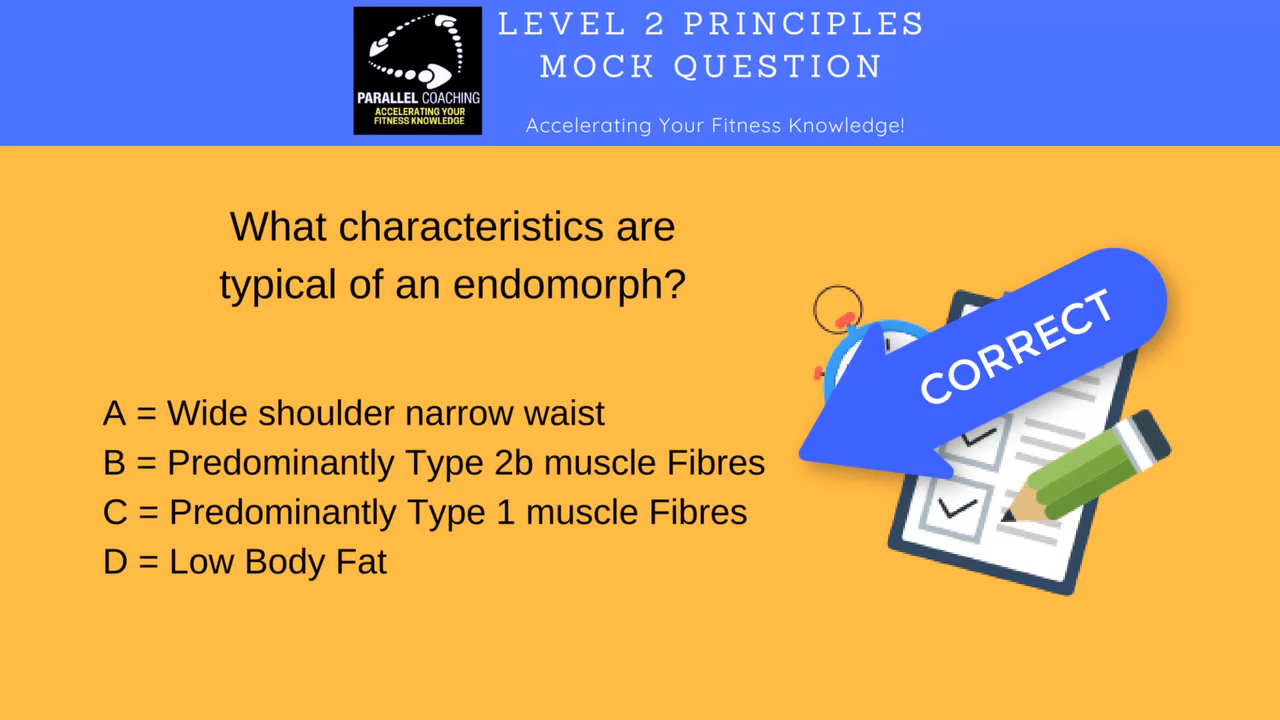 LEVEL 2 PRINCIPLES
MOCK QUESTION
PARALLEL COACHING
ACCELERATING YOUR
FITNESS KNOWLEDGE
Accelerating Your Fitness Knowledge!
What characteristics are
typical of an endomorph?
CORRECT
A = Wide shoulder narrow waist
B = Predominantly Type 2b muscle Fibres
C = Predominantly Type 1 muscle Fibres
D = Low Body Fat